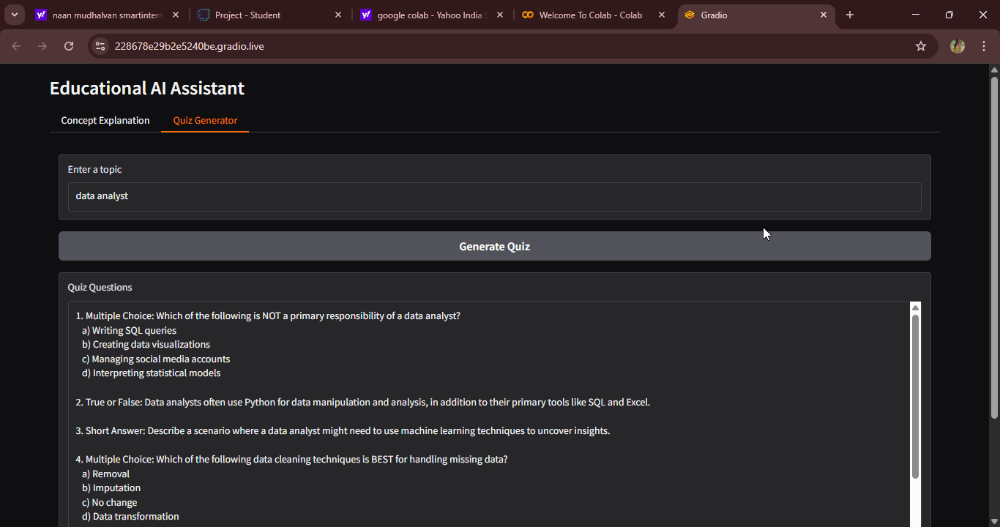 naan mudhalvan smartintern
Project - Student
google colab - Yahoo India S
Welcome To Colab - Colab
Gradio
228678e29b2e5240be.gradio.live
Educational AI Assistant
Concept Explanation
Quiz Generator
Enter a topic
data analyst
Generate Quiz
Quiz Questions
1. Multiple Choice: Which of the following is NOT a primary responsibility of a data analyst?
a) Writing SQL queries
b) Creating data visualizations
c) Managing social media accounts
d) Interpreting statistical models
2. True or False: Data analysts often use Python for data manipulation and analysis, in addition to their primary tools like SQL and Excel.
3. Short Answer: Describe a scenario where a data analyst might need to use machine learning techniques to uncover insights.
4. Multiple Choice: Which of the following data cleaning techniques is BEST for handling missing data?
a) Removal
b) Imputation
c) No change
d) Data transformation